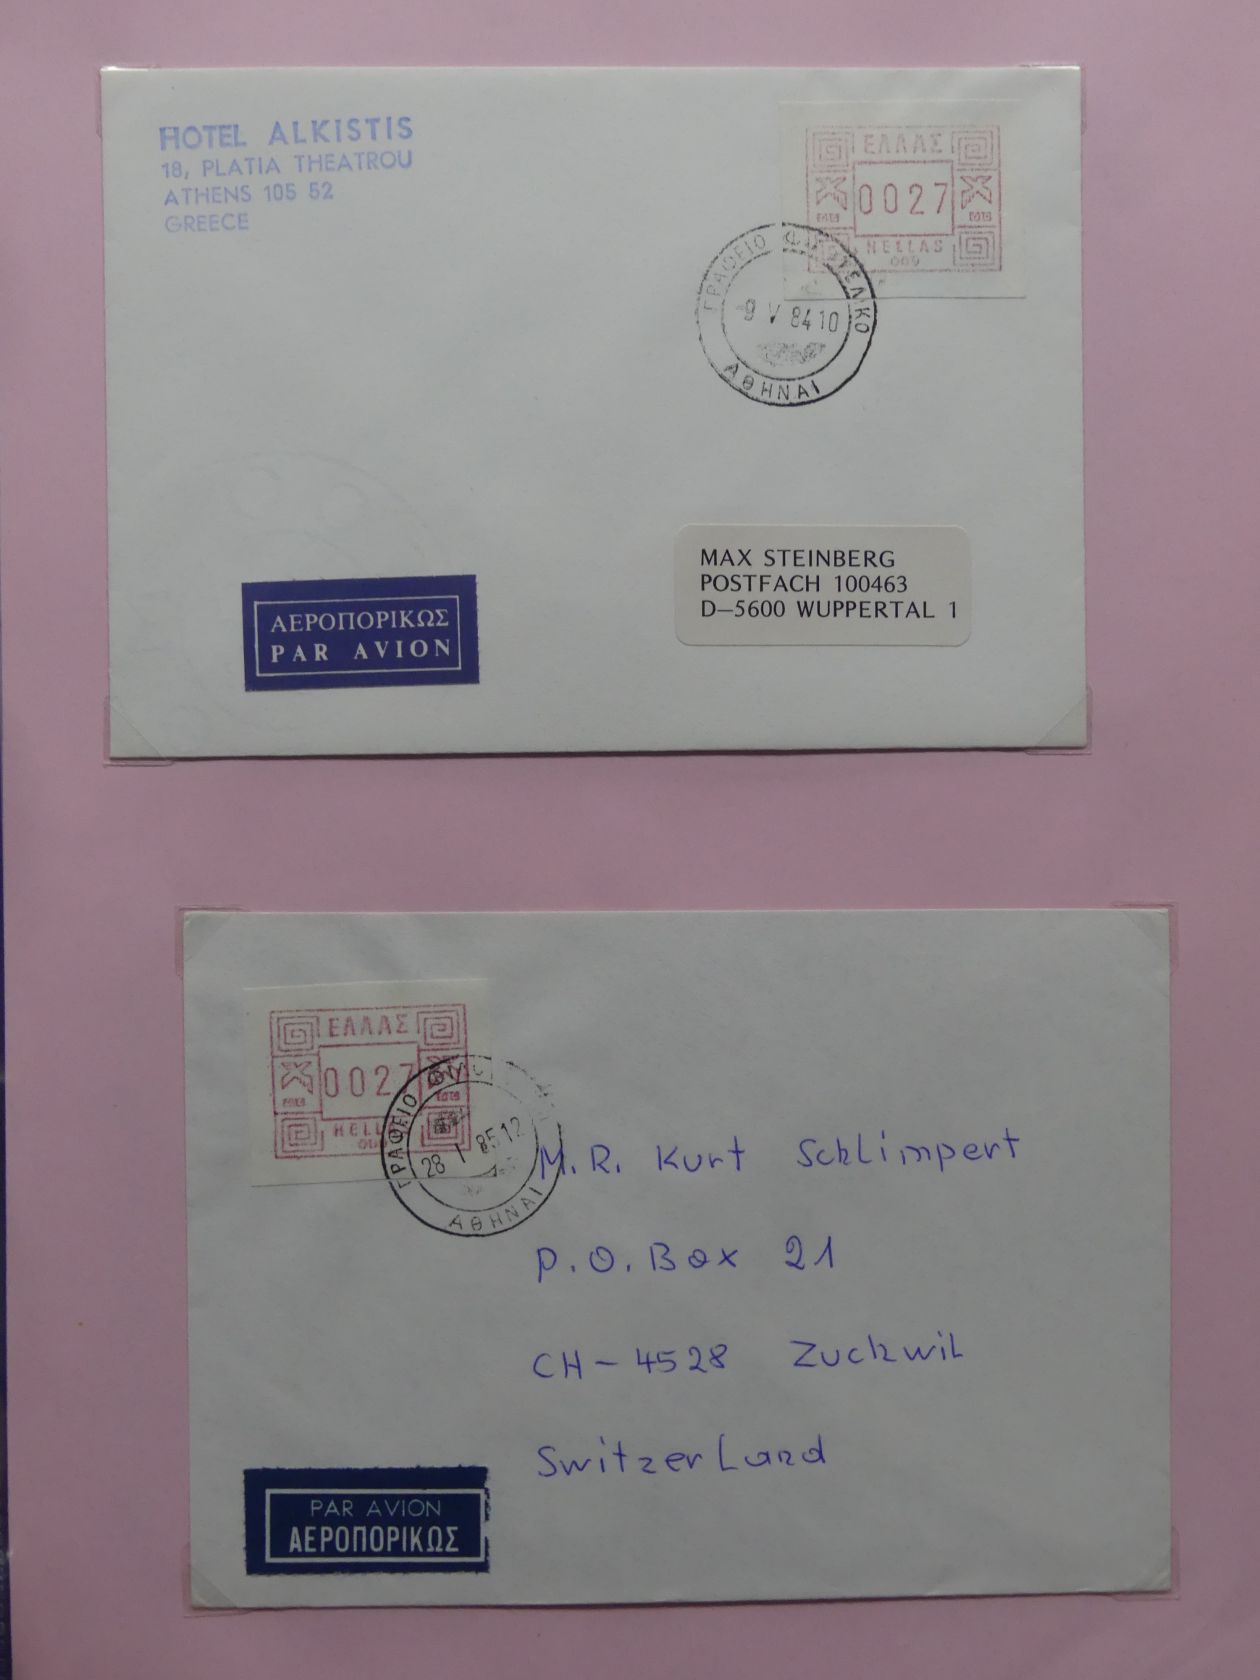 HOTEL ALKISTIS
18, PLATIA THEATROU
ATHENS 105 52
GREECE
ΕΛΛΑΣ
0027
HELLAS
009
ΓΡΑΦΕΙΟ
9 V 84 10
ΑΘΗΝΑΙ
MAX STEINBERG
POSTFACH 100463
D—5600 WUPPERTAL 1
ΑΕΡΟΠΟΡΙΚΩΣ
PAR AVION
ΕΛΛΑΣ
0027
ΓΡΑΦΕΙΟ
28 I 85 12
ΑΘΗΝΑΙ
M.R. Kurt Schlimpert
P.O. Box 21
CH - 4528 Zuchwil
Switzerland
PAR AVION
ΑΕΡΟΠΟΡΙΚΩΣ